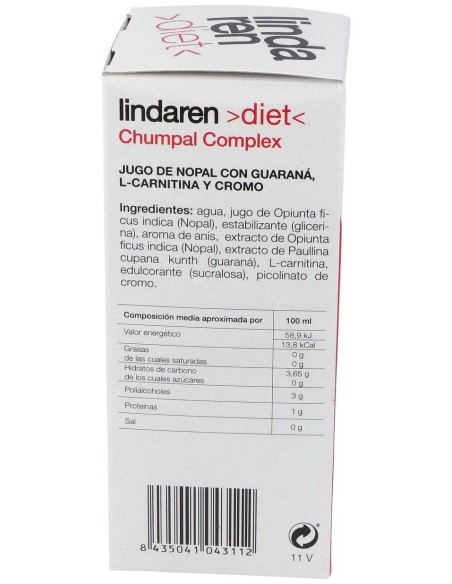 linda
ren
>diet<
lindaren >diet<
Chumpal Complex
JUGO DE NOPAL CON GUARANÁ,
L-CARNITINA Y CROMO
Ingredientes: agua, jugo de Opiunta fi-
cus indica (Nopal), estabilizante (gliceri-
na), aroma de anís, extracto de Opiunta
ficus indica (Nopal), extracto de Paullina
cupana kunth (guaraná), L-carnitina,
edulcorante (sucralosa), picolinato de
cromo.
Composición media aproximada por 100 ml
Valor energético 58,9 kJ
13,8 kCal
Grasas 0 g
de las cuales saturadas 0 g
Hidratos de carbono 3,65 g
de los cuales azúcares 0 g
Polialcoholes 3 g
Proteinas 1 g
Sal 0 g
8 435041 043112
11 V